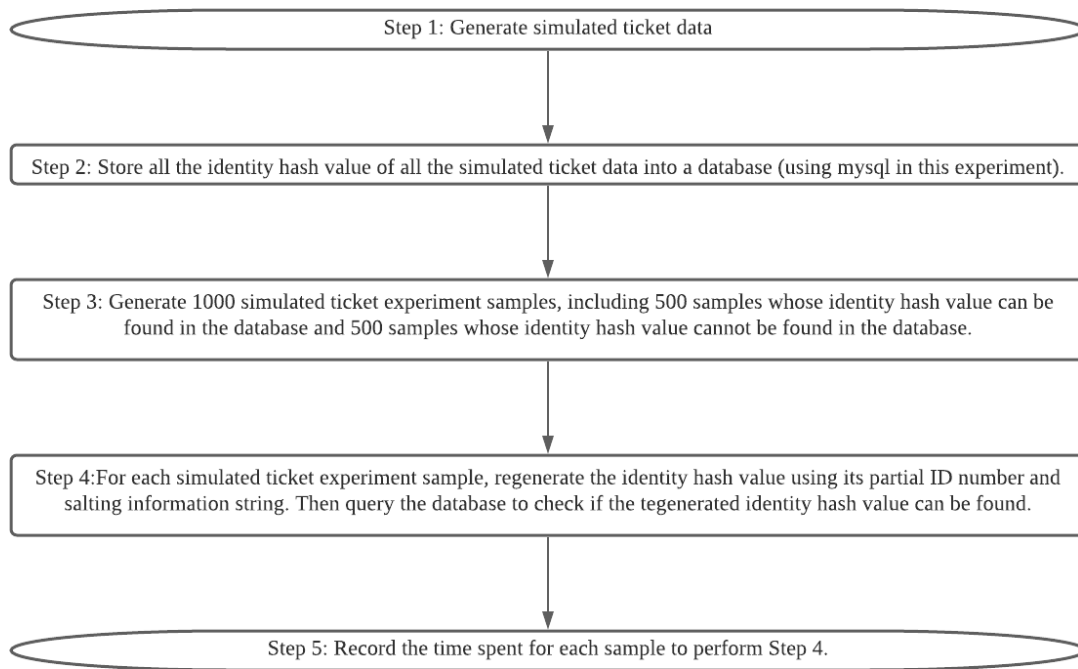 Step 1: Generate simulated ticket data
Step 2: Store all the identity hash value of all the simulated ticket data into a database (using mysql in this experiment).
Step 3: Generate 1000 simulated ticket experiment samples, including 500 samples whose identity hash value can be
found in the database and 500 samples whose identity hash value cannot be found in the database.
Step 4:For each simulated ticket experiment sample, regenerate the identity hash value using its partial ID number and
salting information string. Then query the database to check if the tegenerated identity hash value can be found.
Step 5: Record the time spent for each sample to perform Step 4.